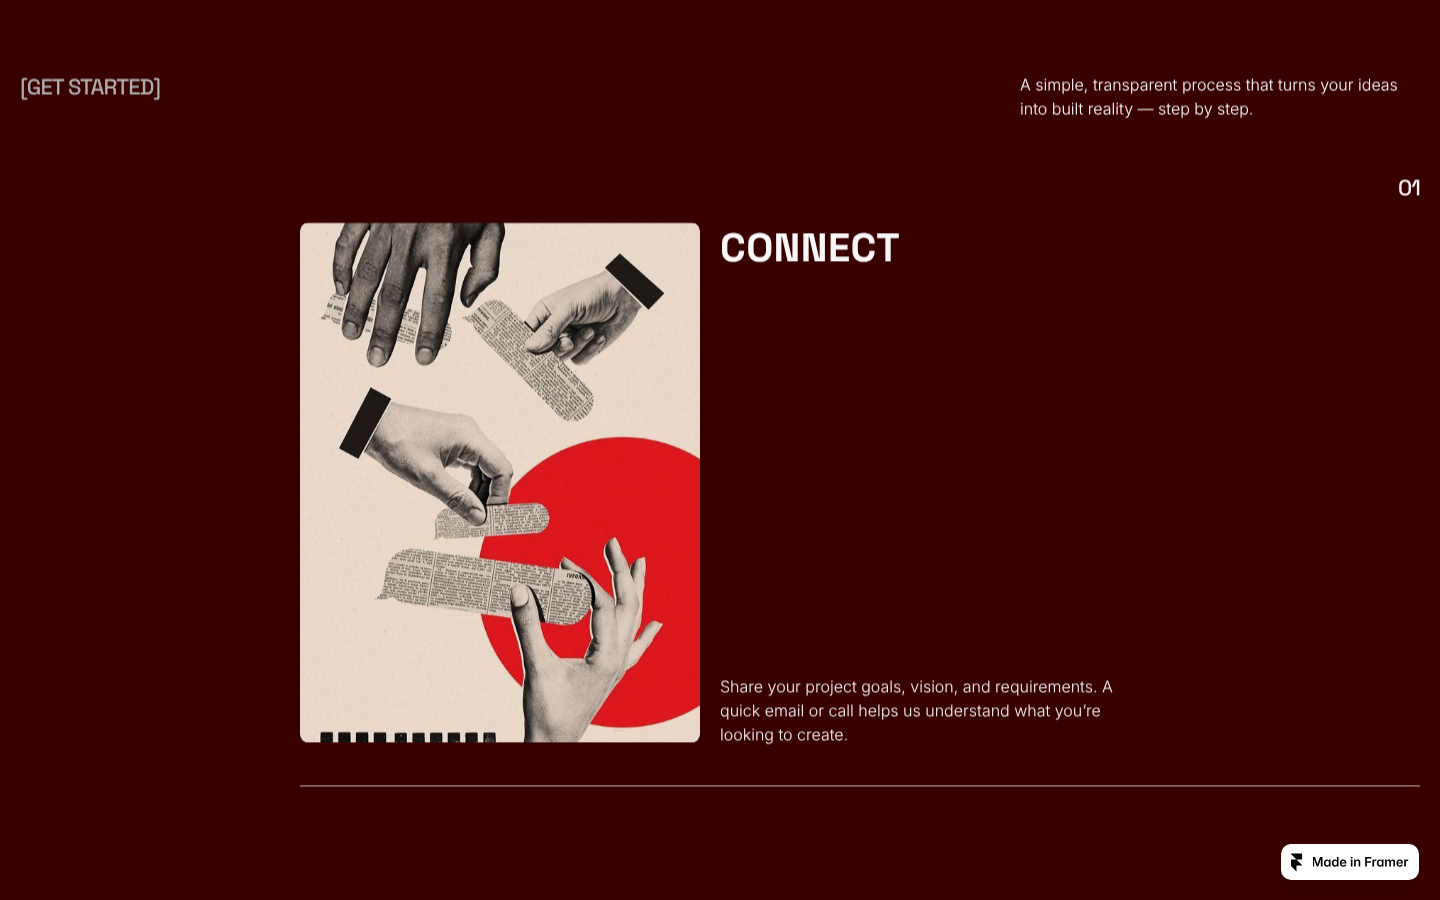 [GET STARTED]
A simple, transparent process that turns your ideas
into built reality — step by step.
01
CONNECT
Share your project goals, vision, and requirements. A
quick email or call helps us understand what you’re
looking to create.
Made in Framer